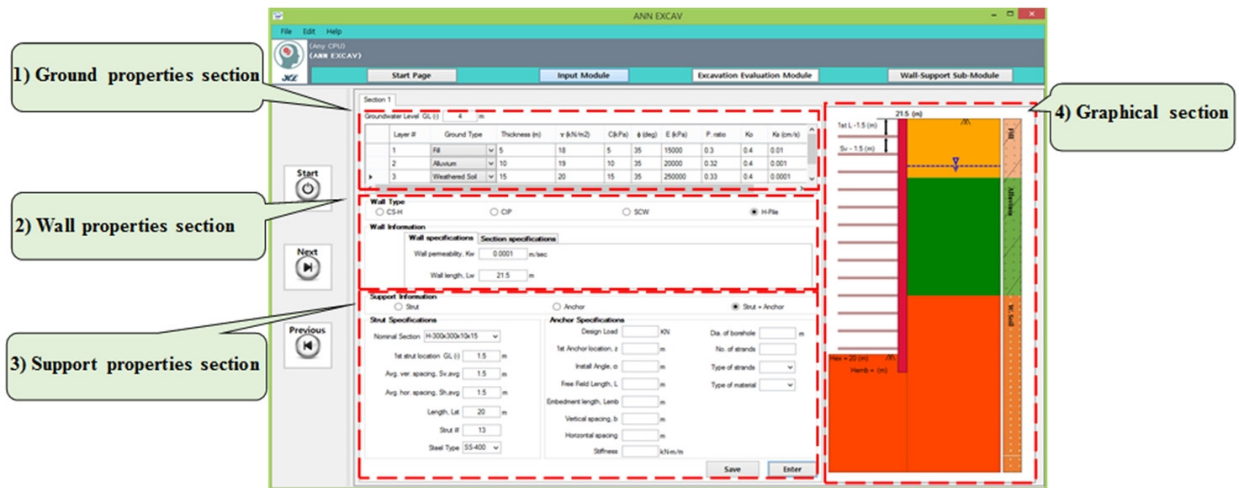 ANN EXCAV
File Edit Help
(Any CPU)
(ANN EXCAV)
Start Page Input Module Excavation Evaluation Module Wall-Support Sub-Module
1) Ground properties section
2) Wall properties section
3) Support properties section
4) Graphical section
Start
Next
Previous
Section 1
Groundwater Level GL (-) 4 m
Layer # Ground Type Thickness (m) γ (kN/m2) C(kPa) ϕ (deg) E (kPa) P. ratio Ko Ks (cm/s)
1 Fill 5 18 5 35 15000 0.3 0.4 0.01
2 Alluvium 10 19 10 35 20000 0.32 0.4 0.001
3 Weathered Soil 15 20 15 35 250000 0.33 0.4 0.0001
Wall Type
CS-H CIP SCW H-Pile
Wall Information
Wall specifications Section specifications
Wall permeability, Kw 0.0001 m/sec
Wall length, Lw 21.5 m
Support Information
Strut Anchor Strut + Anchor
Strut Specifications
Nominal Section H-300x300x10x15
1st strut location GL (-) 1.5 m
Avg. ver. spacing, Sv.avg 1.5 m
Avg. hor. spacing, Sh.avg 1.5 m
Length, Lst 20 m
Strut # 13
Steel Type SS-400
Anchor Specifications
Design Load KN
1st Anchor location, z m
Install Angle, α
Free Field Length, L m
Embedment length, Lemb m
Vertical spacing, b m
Horizontal spacing m
Stiffness kN-m/m
Dia. of borehole m
No. of strands
Type of strands
Type of material
Save Enter
21.5 (m)
1st L -1.5 (m)
Sv - 1.5 (m)
Hex = 20 (m)
Hemb = (m)
Fill
Alluvium
W. Soil